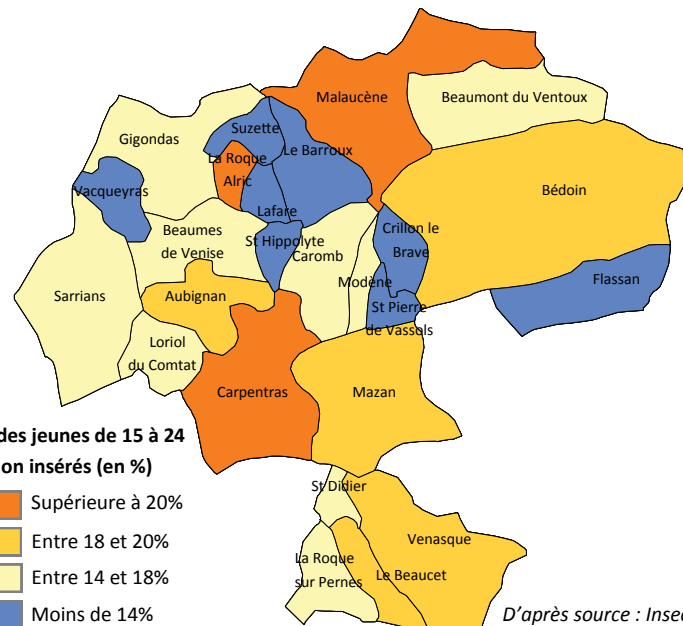 Malaucène
Beaumont du Ventoux
Gigondas
Suzette
Le Barroux
La Roque
Alric
Vacqueyras
Bédoin
Lafare
Beaumes
de Venise
St Hippolyte
Caromb
Crillon le
Brave
Modène
Flassan
Sarrians
Aubignan
St Pierre
de Vassols
Loriol
du Comtat
Carpentras
Mazan
des jeunes de 15 à 24
on insérés (en %)
Supérieure à 20%
Entre 18 et 20%
Entre 14 et 18%
Moins de 14%
St Didier
Venasque
La Roque
sur Pernes
Le Beaucet
D'après source : Insee